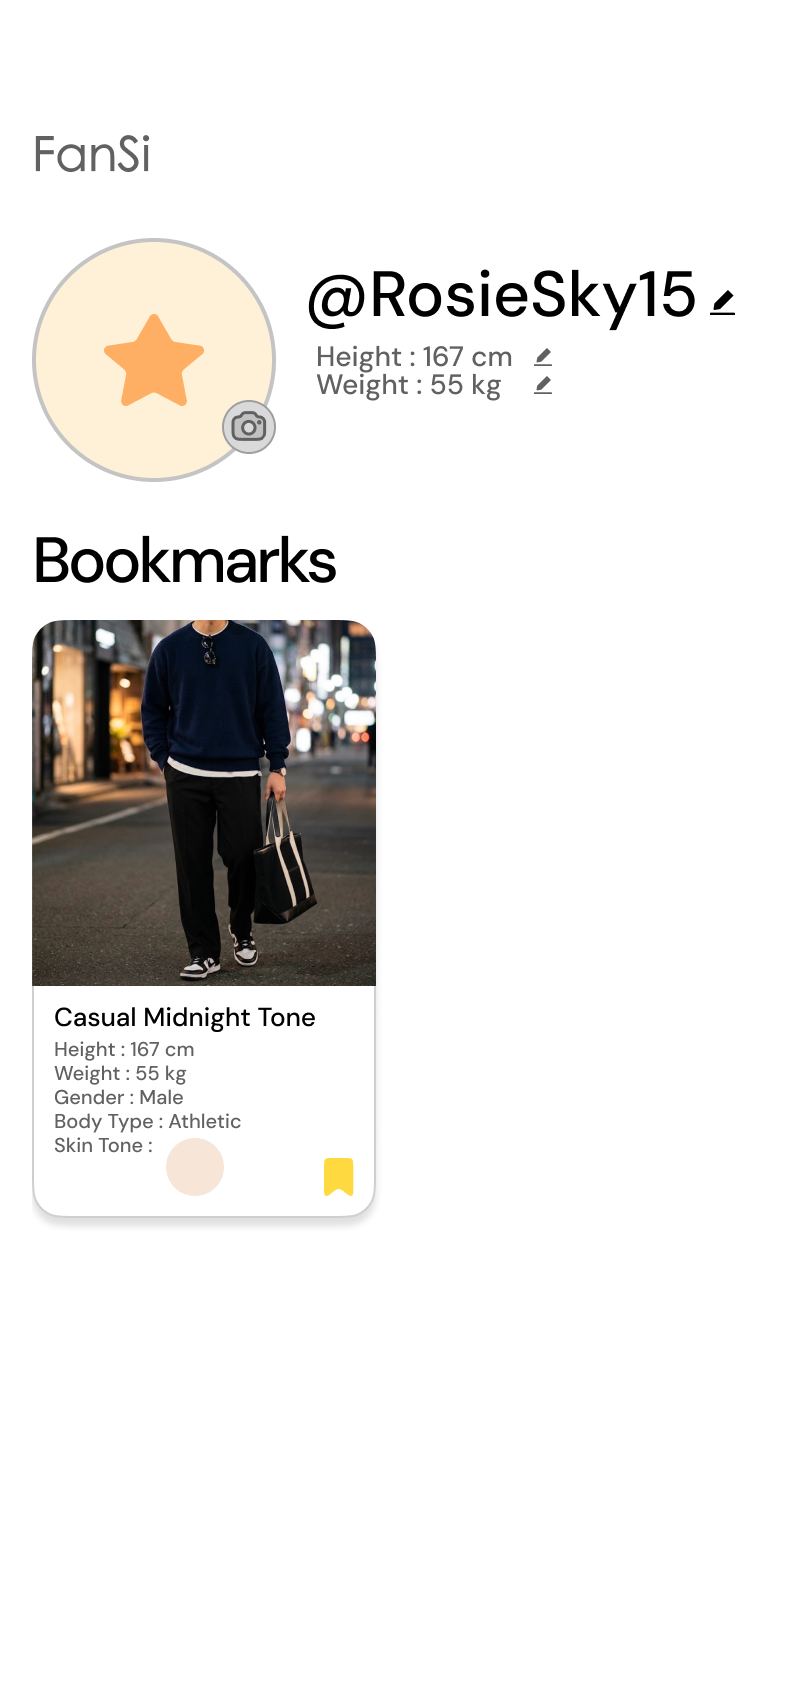 FanSi
@RosieSky15
Height : 167 cm
Weight : 55 kg
Bookmarks
Casual Midnight Tone
Height : 167 cm
Weight : 55 kg
Gender : Male
Body Type : Athletic
Skin Tone :